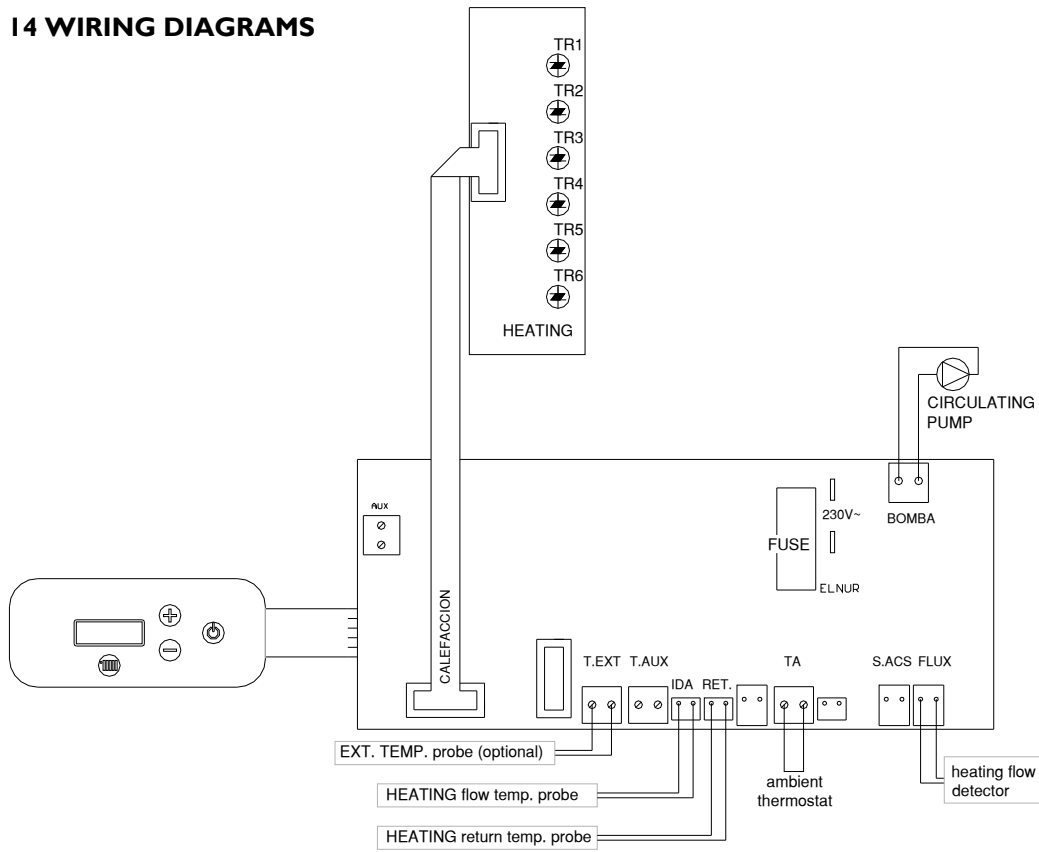 14 WIRING DIAGRAMS
TR1
TR2
TR3
TR4
TR5
TR6
HEATING
CIRCULATING
PUMP
AUX
230V~
BOMBA
FUSE
ELNUR
CALEFACCION
T.EXT T.AUX
IDA RET.
TA
S.ACS FLUX
EXT. TEMP. probe (optional)
HEATING flow temp. probe
HEATING return temp. probe
ambient
thermostat
heating flow
detector